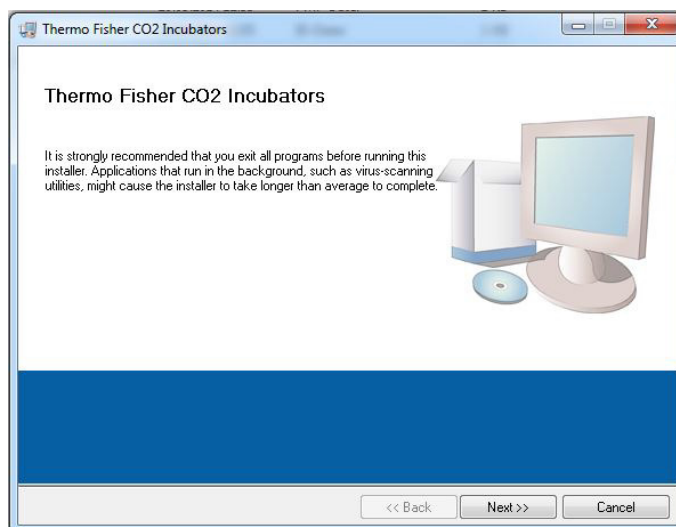 Thermo Fisher CO2 Incubators
Thermo Fisher CO2 Incubators
It is strongly recommended that you exit all programs before running this
installer. Applications that run in the background, such as virus-scanning
utilities, might cause the installer to take longer than average to complete.
<< Back
Next >>
Cancel